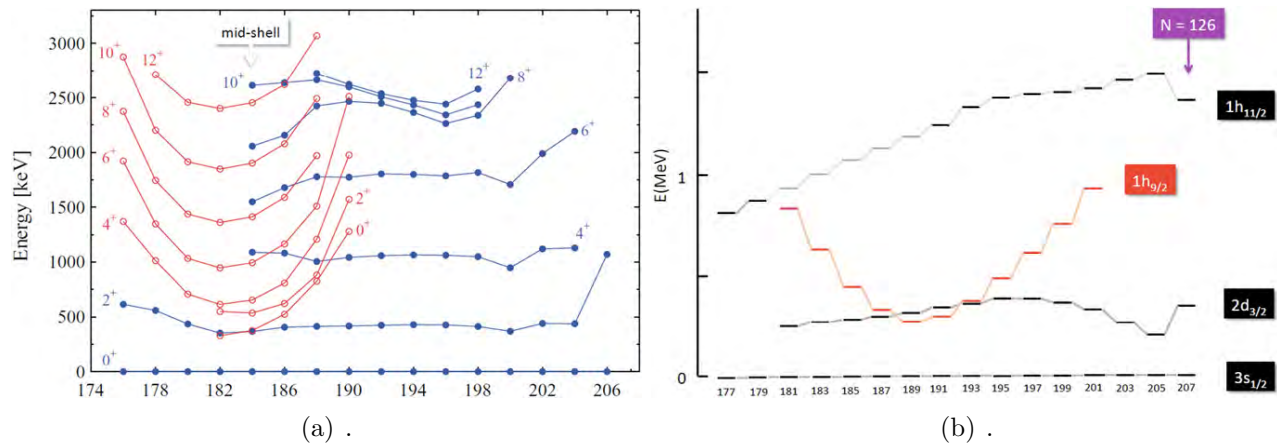 mid-shell
3000
2500
2000
1500
1000
500
0
Energy [keV]
10⁺
12⁺
8⁺
6⁺
4⁺
2⁺
0⁺
10⁺
12⁺
8⁺
6⁺
2⁺
0⁺
4⁺
174 176 178 180 182 184 186 188 190 192 194 196 198 200 202 204 206
(a) .
N = 126
1h₁₁/₂
1h₉/₂
2d₃/₂
3s₁/₂
E(MeV)
1
0
177 179 181 183 185 187 189 191 193 195 197 199 201 203 205 207
(b) .